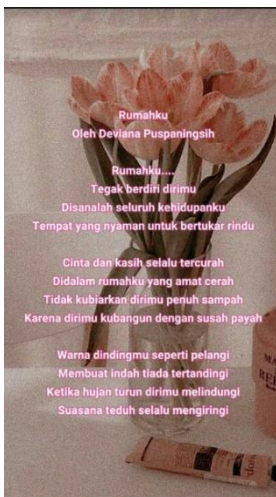 Rumahku
Oleh Deviana Puspaningsih
Rumahku....
Tegak berdiri dirimu
Disanalah seluruh kehidupanku
Tempat yang nyaman untuk bertukar rindu
Cinta dan kasih selalu tercurah
Didalam rumahku yang amat cerah
Tidak kubiarkan dirimu penuh sampah
Karena dirimu kubangun dengan susah payah
Warna dindingmu seperti pelangi
Membuat indah tiada tertandingi
Ketika hujan turun dirimu melindungi
Suasana teduh selalu mengiringi